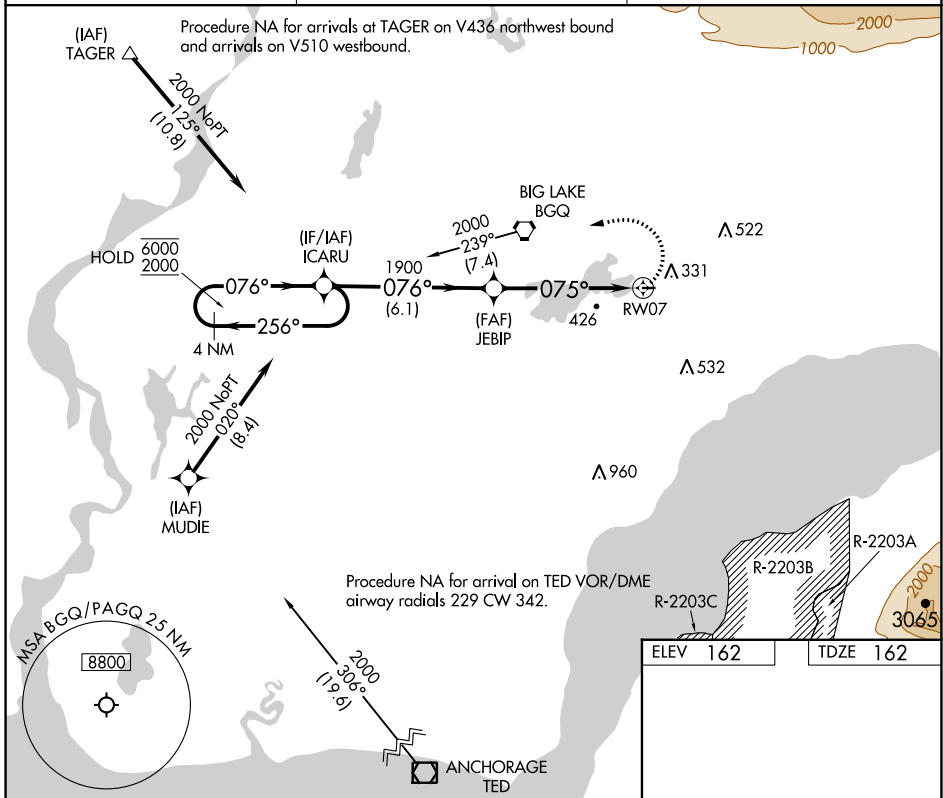 Procedure NA for arrivals at TAGER on V436 northwest bound
and arrivals on V510 westbound.
2000
1000
(IAF)
TAGER
2000 NoPT
125°
(10.8)
BIG LAKE
BGQ
2000
239°
(7.4)
522
331
HOLD
6000
2000
(IF/IAF)
ICARU
076°
1900
076°
(6.1)
075°
RW07
426
(FAF)
JEBIP
256°
4 NM
532
2000 NoPT
020°
(8.4)
(IAF)
MUDIE
960
R-2203A
R-2203B
R-2203C
2000
3065
Procedure NA for arrival on TED VOR/DME
airway radials 229 CW 342.
MSA BGQ/PAGQ 25 NM
8800
2000
306°
(19.6)
ANCHORAGE
TED
ELEV 162
TDZE 162